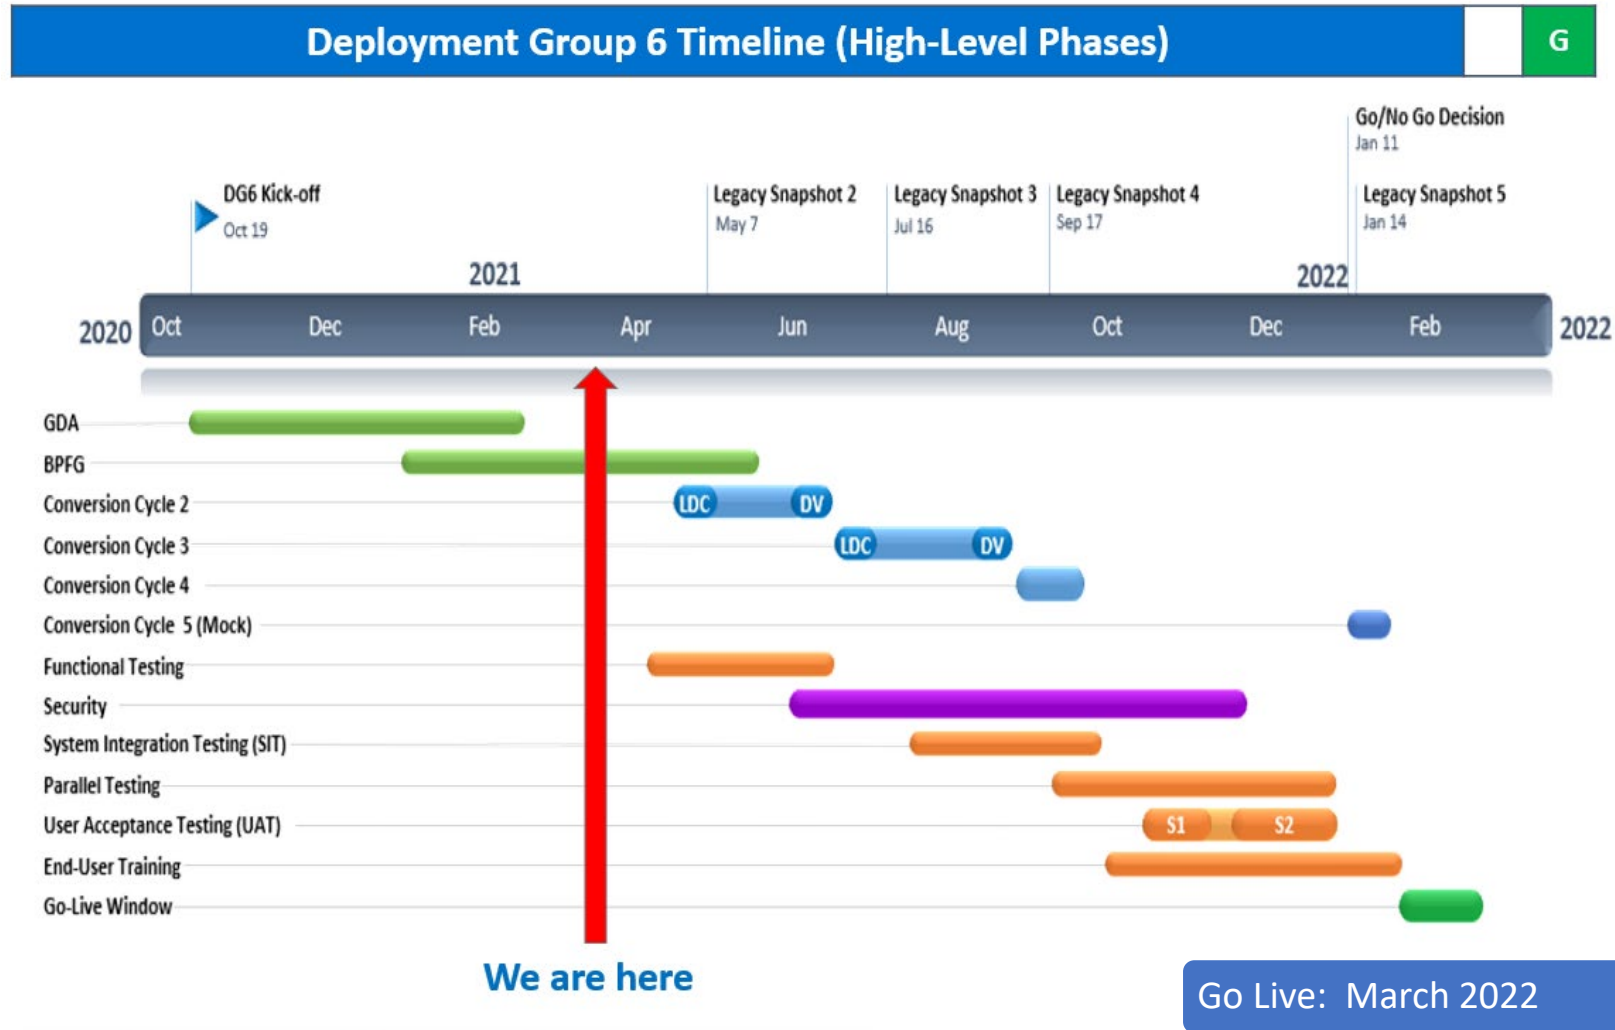 Deployment Group 6 Timeline (High-Level Phases)
G
Go/No Go Decision
Jan 11
DG6 Kick-off
Oct 19
Legacy Snapshot 2
May 7
Legacy Snapshot 3
Jul 16
Legacy Snapshot 4
Sep 17
Legacy Snapshot 5
Jan 14
2021
2022
2020 Oct Dec Feb Apr Jun Aug Oct Dec Feb 2022
GDA
BPFG
Conversion Cycle 2 LDC DV
Conversion Cycle 3 LDC DV
Conversion Cycle 4
Conversion Cycle 5 (Mock)
Functional Testing
Security
System Integration Testing (SIT)
Parallel Testing
User Acceptance Testing (UAT) S1 S2
End-User Training
Go-Live Window
We are here
Go Live: March 2022